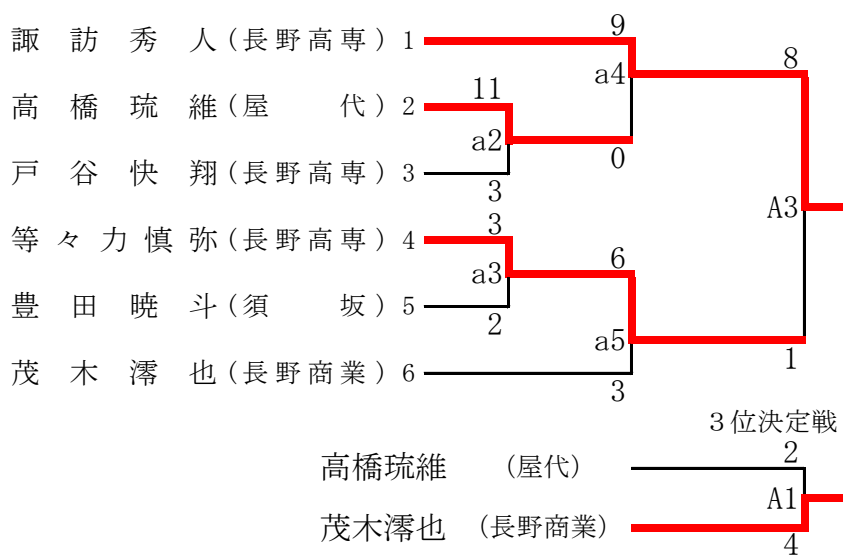 9
諏訪秀人(長野高専) 1
8
a4
11
高橋琉維(屋代) 2
a2
0
戸谷快翔(長野高専) 3
3
A3
3
等々力慎弥(長野高専) 4
6
a3
豊田暁斗(須坂) 5
2
a5
1
茂木澪也(長野商業) 6
3
３位決定戦
2
高橋琉維 (屋代)
A1
茂木澪也 (長野商業)
4